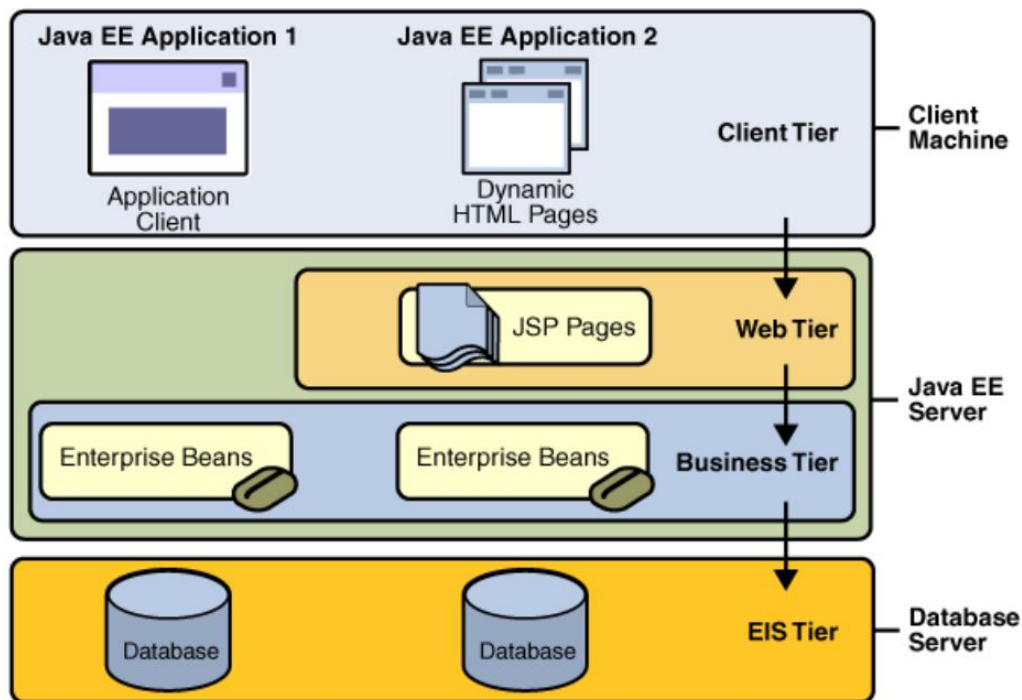 Java EE Application 1
Java EE Application 2
Application
Client
Dynamic
HTML Pages
Client Tier
Client
Machine
JSP Pages
Web Tier
Java EE
Server
Enterprise Beans
Enterprise Beans
Business Tier
Database
Database
EIS Tier
Database
Server